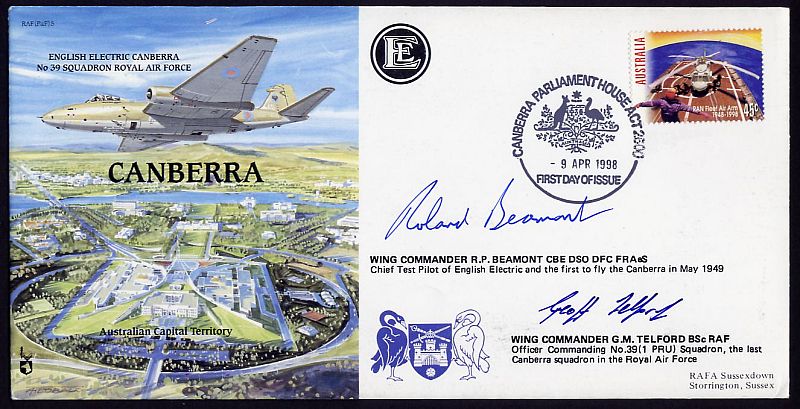 RAF(P&F)5
ENGLISH ELECTRIC CANBERRA
No 39 SQUADRON ROYAL AIR FORCE
CANBERRA
Australian Capital Territory
E E
CANBERRA PARLIAMENT HOUSE ACT 2600
- 9 APR 1998
FIRST DAY OF ISSUE
AUSTRALIA
RAN Fleet Air Arm
1948-1998
45c
Roland Beamont
WING COMMANDER R.P. BEAMONT CBE DSO DFC FRAeS
Chief Test Pilot of English Electric and the first to fly the Canberra in May 1949
Geoff Telford
WING COMMANDER G.M. TELFORD BSc RAF
Officer Commanding No.39(1 PRU) Squadron, the last
Canberra squadron in the Royal Air Force
RAFA Sussexdown
Storrington, Sussex